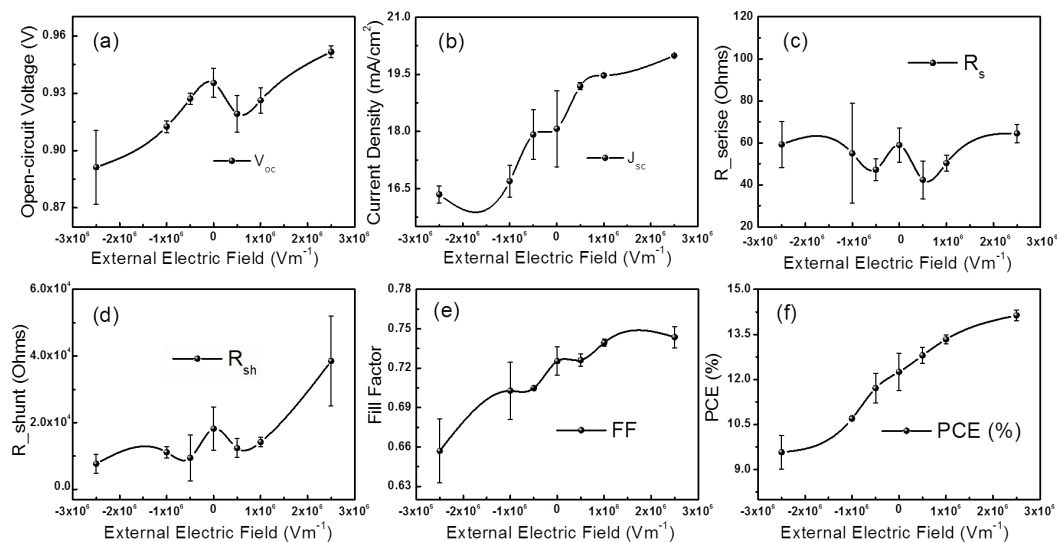 (a)
Open-circuit Voltage (V)
0.96
0.93
0.90
0.87
V_oc
-3x10^6 -2x10^6 -1x10^6 0 1x10^6 2x10^6 3x10^6
External Electric Field (Vm^-1)
(b)
Current Density (mA/cm^2)
21.0
19.5
18.0
16.5
J_sc
-3x10^6 -2x10^6 -1x10^6 0 1x10^6 2x10^6 3x10^6
External Electric Field (Vm^-1)
(c)
R_serise (Ohms)
120
100
80
60
40
20
R_s
-3x10^6 -2x10^6 -1x10^6 0 1x10^6 2x10^6 3x10^6
External Electric Field (Vm^-1)
(d)
R_shunt (Ohms)
6.0x10^4
4.0x10^4
2.0x10^4
0.0
R_sh
-3x10^6 -2x10^6 -1x10^6 0 1x10^6 2x10^6 3x10^6
External Electric Field (Vm^-1)
(e)
Fill Factor
0.78
0.75
0.72
0.69
0.66
0.63
FF
-3x10^6 -2x10^6 -1x10^6 0 1x10^6 2x10^6 3x10^6
External Electric Field (Vm^-1)
(f)
PCE (%)
15.0
13.5
12.0
10.5
9.0
PCE (%)
-3x10^6 -2x10^6 -1x10^6 0 1x10^6 2x10^6 3x10^6
External Electric Field (Vm^-1)